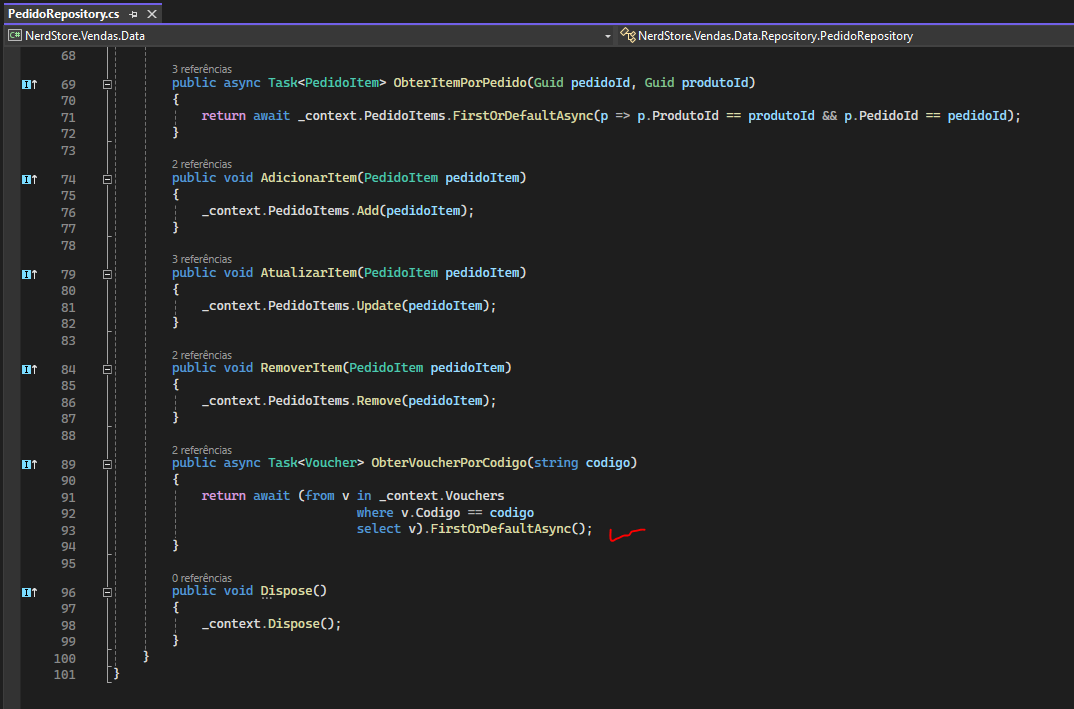 PedidoRepository.cs
C# NerdStore.Vendas.Data NerdStore.Vendas.Data.Repository.PedidoRepository
68
3 referências
69 public async Task<PedidoItem> ObterItemPorPedido(Guid pedidoId, Guid produtoId)
70 {
71 return await _context.PedidoItems.FirstOrDefaultAsync(p => p.ProdutoId == produtoId && p.PedidoId == pedidoId);
72 }
73
2 referências
74 public void AdicionarItem(PedidoItem pedidoItem)
75 {
76 _context.PedidoItems.Add(pedidoItem);
77 }
78
3 referências
79 public void AtualizarItem(PedidoItem pedidoItem)
80 {
81 _context.PedidoItems.Update(pedidoItem);
82 }
83
2 referências
84 public void RemoverItem(PedidoItem pedidoItem)
85 {
86 _context.PedidoItems.Remove(pedidoItem);
87 }
88
2 referências
89 public async Task<Voucher> ObterVoucherPorCodigo(string codigo)
90 {
91 return await (from v in _context.Vouchers
92 where v.Codigo == codigo
93 select v).FirstOrDefaultAsync();
94 }
95
0 referências
96 public void Dispose()
97 {
98 _context.Dispose();
99 }
100 }
101 }